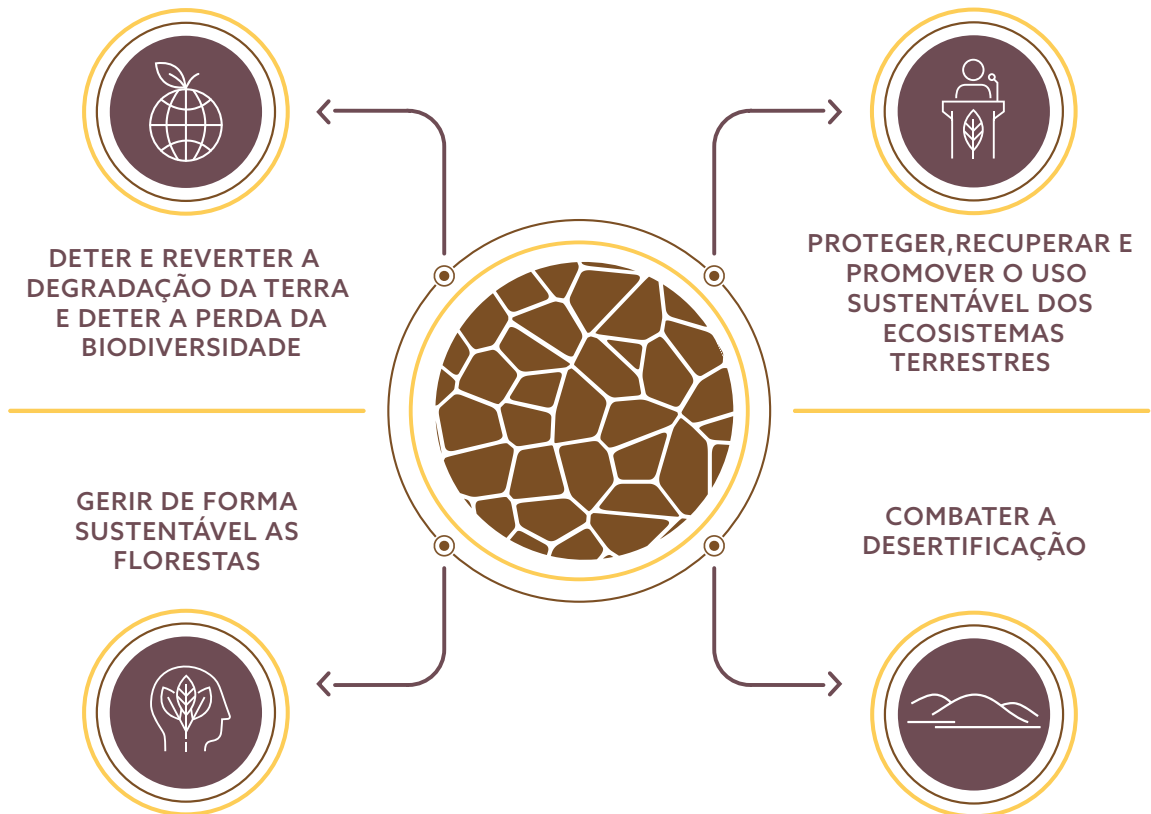 DETER E REVERTER A
DEGRADAÇÃO DA TERRA
E DETER A PERDA DA
BIODIVERSIDADE
PROTEGER,RECUPERAR E
PROMOVER O USO
SUSTENTÁVEL DOS
ECOSISTEMAS
TERRESTRES
GERIR DE FORMA
SUSTENTÁVEL AS
FLORESTAS
COMBATER A
DESERTIFICAÇÃO